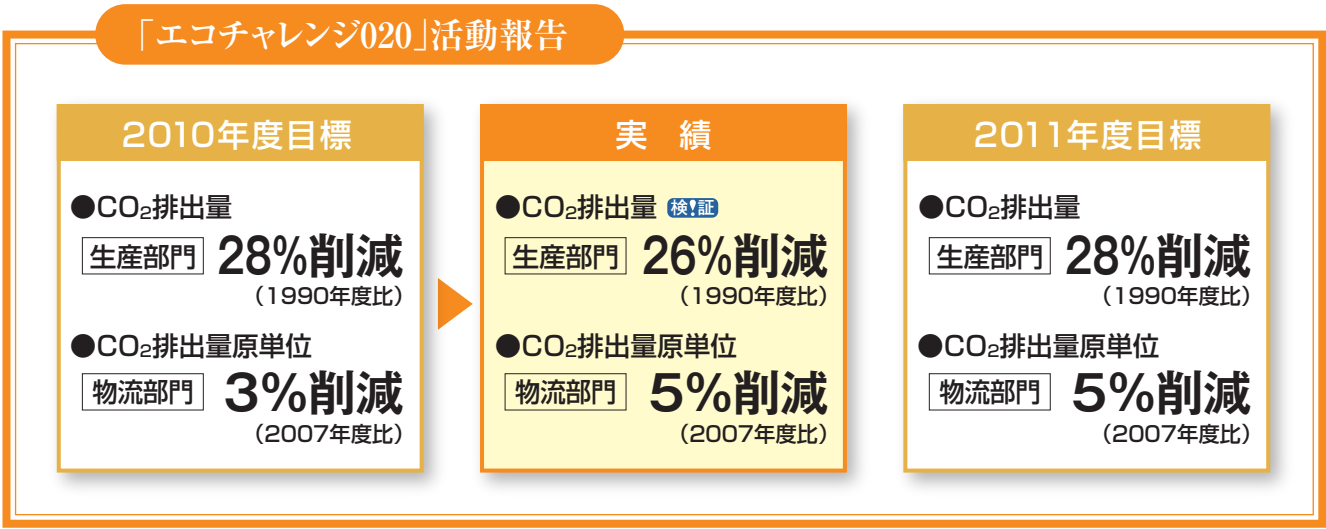 「エコチャレンジ020」活動報告
2010年度目標
●CO₂排出量
生産部門 28%削減
（1990年度比）
●CO₂排出量原単位
物流部門 3%削減
（2007年度比）
実 績
●CO₂排出量 検!証
生産部門 26%削減
（1990年度比）
●CO₂排出量原単位
物流部門 5%削減
（2007年度比）
2011年度目標
●CO₂排出量
生産部門 28%削減
（1990年度比）
●CO₂排出量原単位
物流部門 5%削減
（2007年度比）